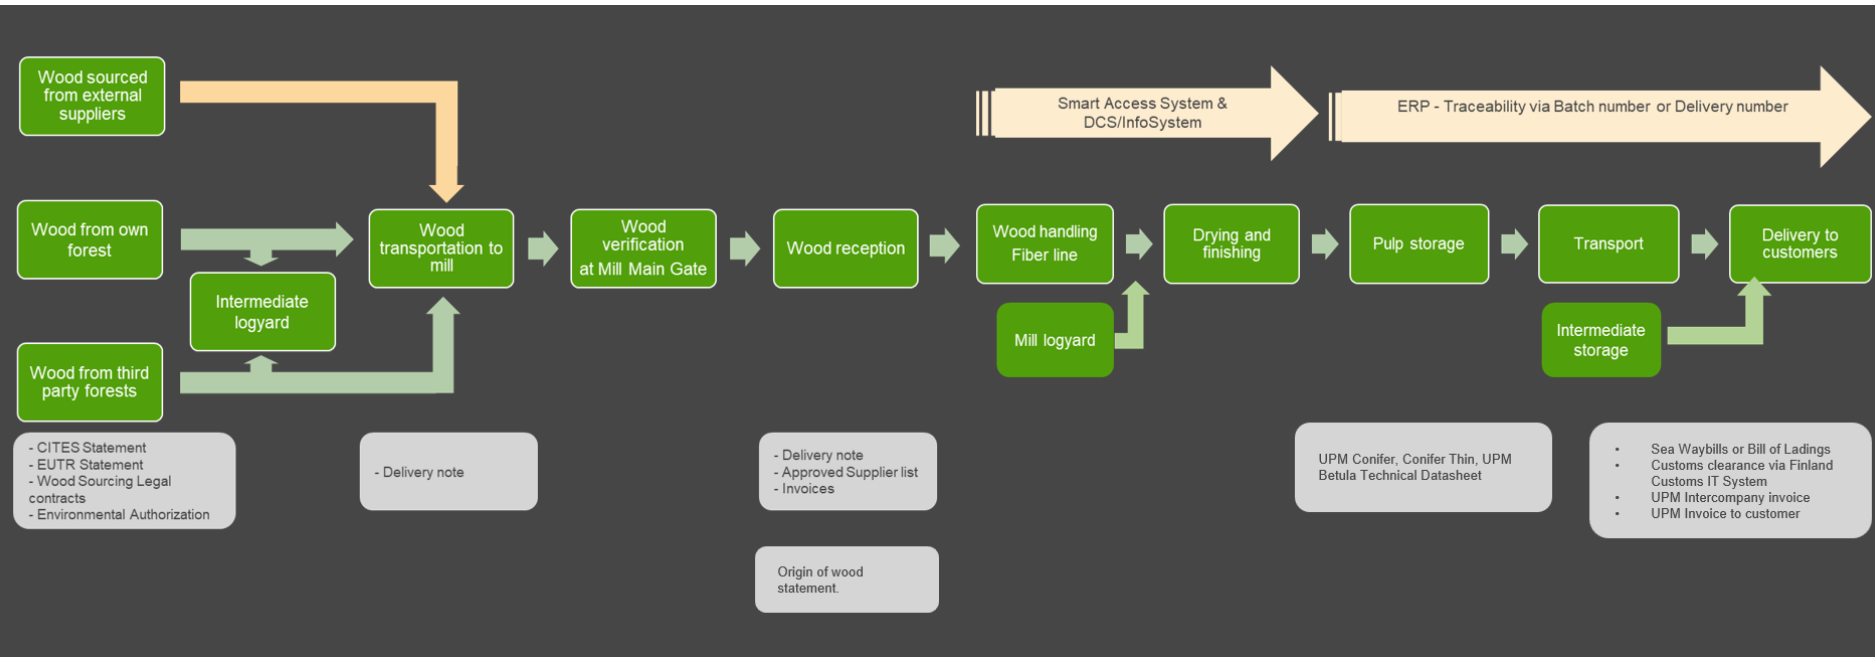 Wood sourced
from external
suppliers
Smart Access System &
DCS/InfoSystem
ERP - Traceability via Batch number or Delivery number
Wood from own
forest
Intermediate
logyard
Wood from third
party forests
Wood
transportation to
mill
Wood
verification
at Mill Main Gate
Wood reception
Wood handling
Fiber line
Mill logyard
Drying and
finishing
Pulp storage
Transport
Intermediate
storage
Delivery to
customers
- CITES Statement
- EUTR Statement
- Wood Sourcing Legal
contracts
- Environmental Authorization
- Delivery note
- Delivery note
- Approved Supplier list
- Invoices
Origin of wood
statement.
UPM Conifer, Conifer Thin, UPM
Betula Technical Datasheet
• Sea Waybills or Bill of Ladings
• Customs clearance via Finland
Customs IT System
• UPM Intercompany invoice
• UPM Invoice to customer